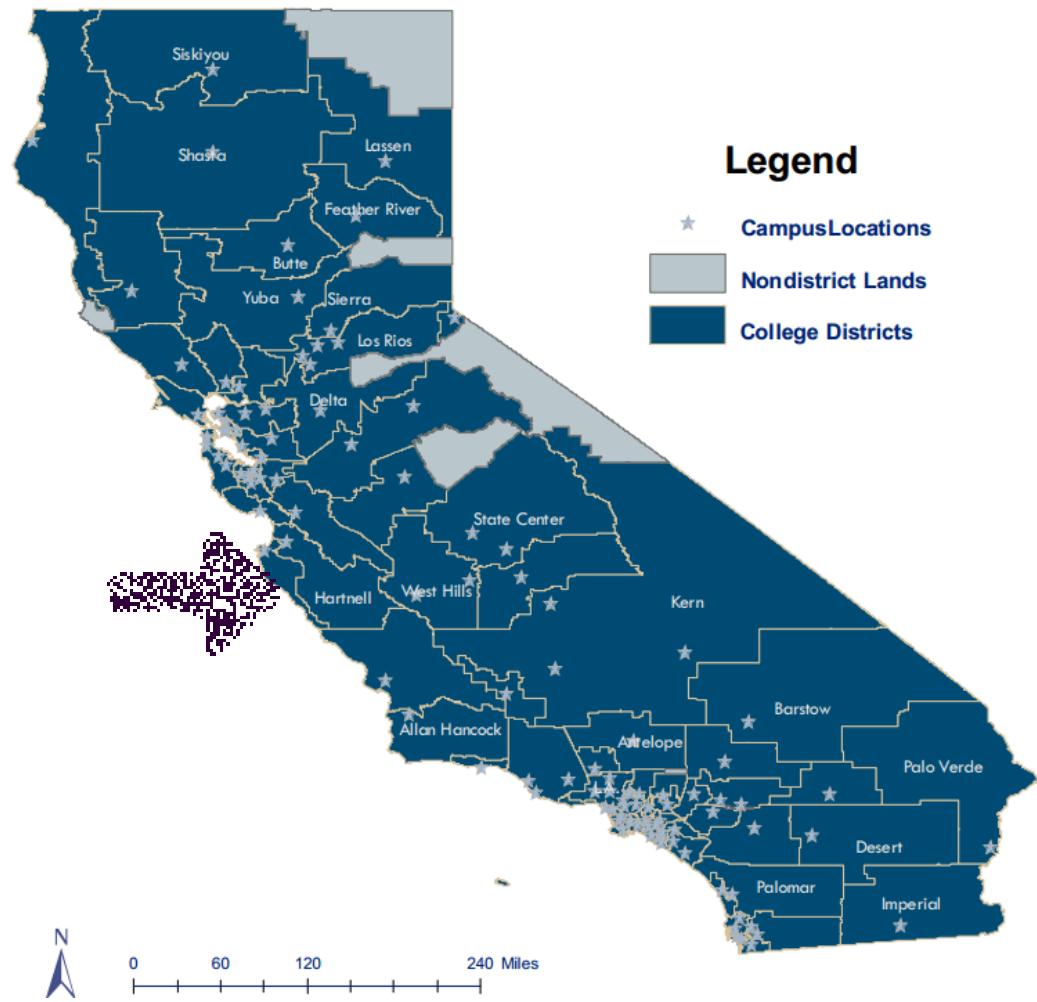 Siskiyou
Shasta
Lassen
Legend
Feather River
CampusLocations
Butte
Nondistrict Lands
Yuba
Sierra
College Districts
Los Rios
Delta
State Center
West Hills
Hartnell
Kern
Barstow
Allan Hancock
Antelope
Palo Verde
L.A.
Desert
Palomar
Imperial
N
0 60 120 240 Miles